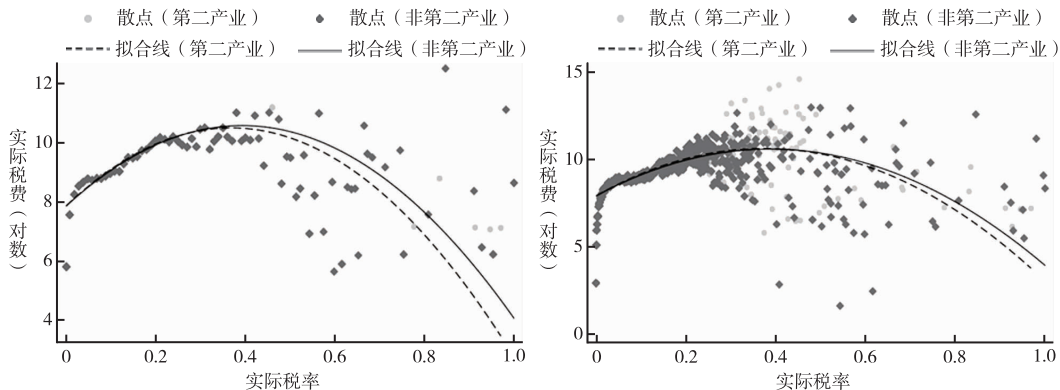 散点（第二产业）
散点（非第二产业）
拟合线（第二产业）
拟合线（非第二产业）
12
10
8
6
4
实际税费（对数）
0
0.2
0.4
0.6
0.8
1.0
实际税率
散点（第二产业）
散点（非第二产业）
拟合线（第二产业）
拟合线（非第二产业）
15
10
5
0
实际税费（对数）
0
0.2
0.4
0.6
0.8
1.0
实际税率